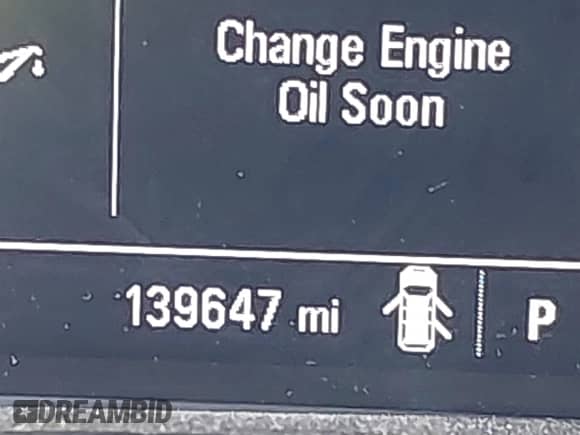 Change Engine
Oil Soon
139647 mi
P
DREAMBID